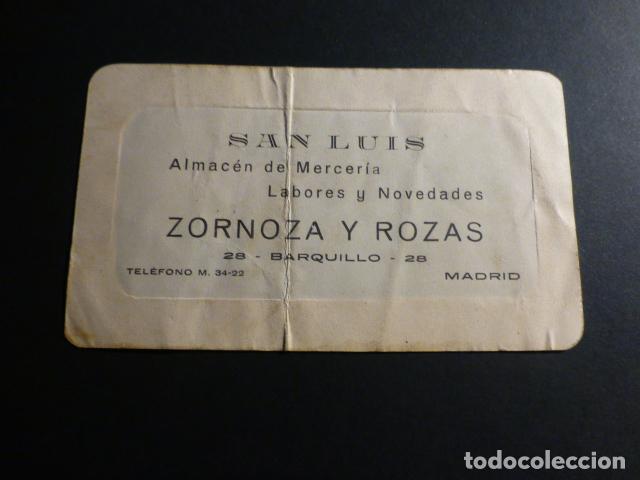 SAN LUIS
Almacén de Mercería
Labores y Novedades
ZORNOZA Y ROZAS
28 - BARQUILLO - 28
TELÉFONO M. 34-22 MADRID
todocoleccion